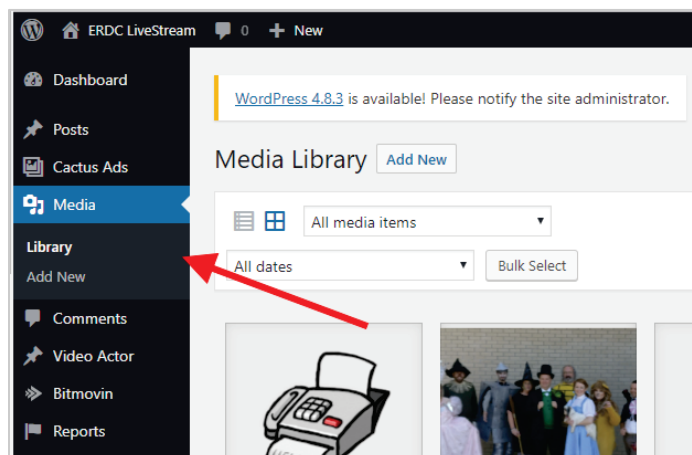 ERDC LiveStream 0 New
Dashboard
Posts
Cactus Ads
Media
Library
Add New
Comments
Video Actor
Bitmovin
Reports
WordPress 4.8.3 is available! Please notify the site administrator.
Media Library Add New
All media items
All dates Bulk Select